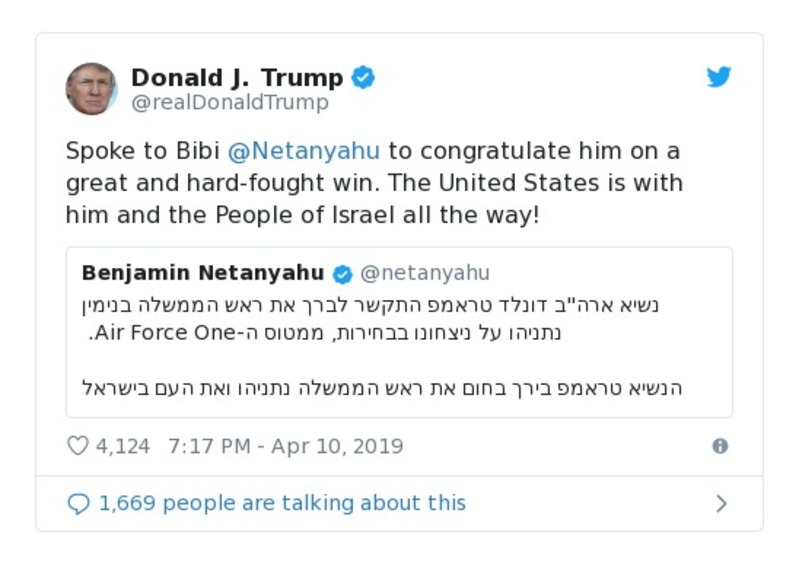 Donald J. Trump
@realDonaldTrump
Spoke to Bibi @Netanyahu to congratulate him on a
great and hard-fought win. The United States is with
him and the People of Israel all the way!
Benjamin Netanyahu @netanyahu
נשיא ארה"ב דונלד טראמפ התקשר לברך את ראש הממשלה בנימין
נתניהו על ניצחונו בבחירות, ממטוס ה-Air Force One.
הנשיא טראמפ בירך בחום את ראש הממשלה נתניהו ואת העם בישראל
4,124 7:17 PM - Apr 10, 2019
1,669 people are talking about this